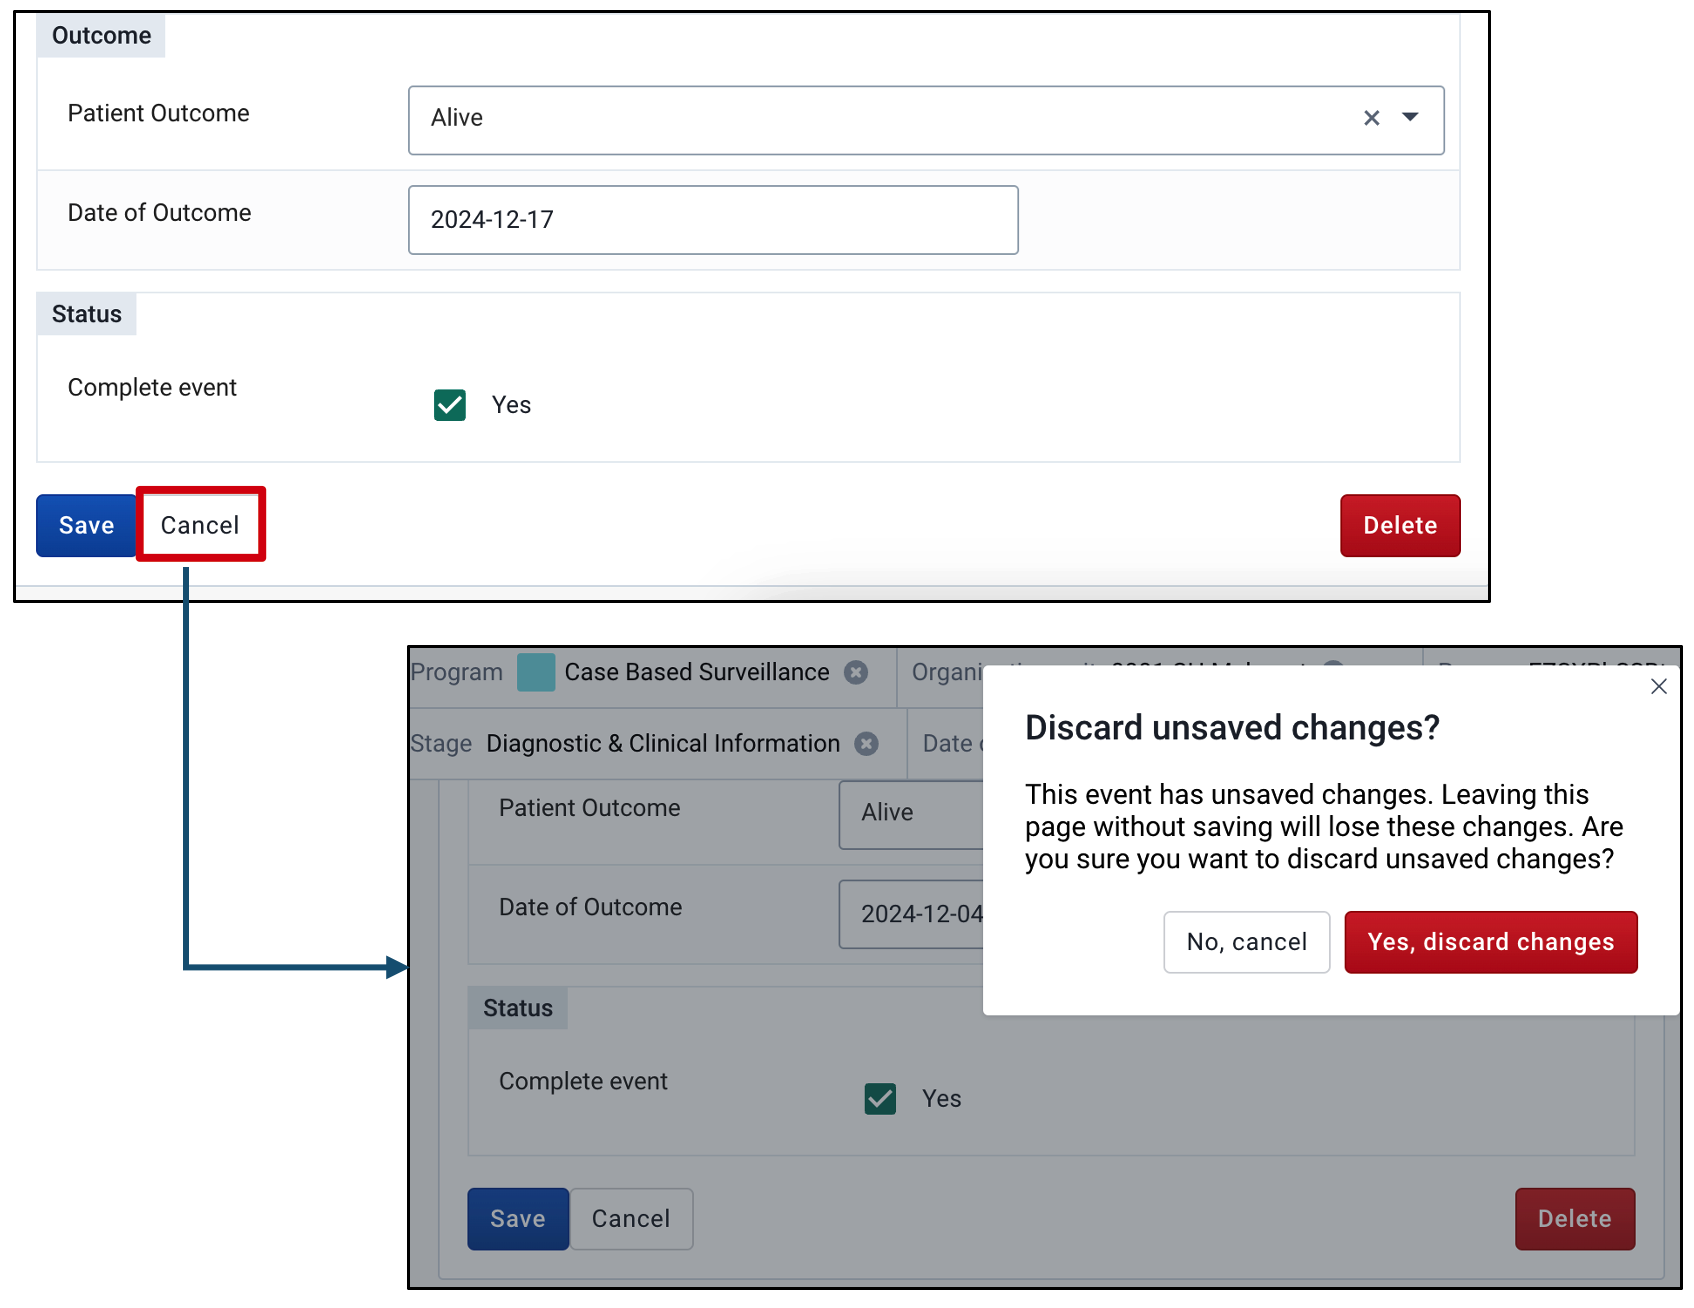 Outcome
Patient Outcome
Alive
Date of Outcome
2024-12-17
Status
Complete event
Yes
Save
Cancel
Delete
Program Case Based Surveillance
Stage Diagnostic & Clinical Information
Date
Discard unsaved changes?
This event has unsaved changes. Leaving this
page without saving will lose these changes. Are
you sure you want to discard unsaved changes?
No, cancel
Yes, discard changes
Patient Outcome
Alive
Date of Outcome
2024-12-04
Status
Complete event
Yes
Save
Cancel
Delete